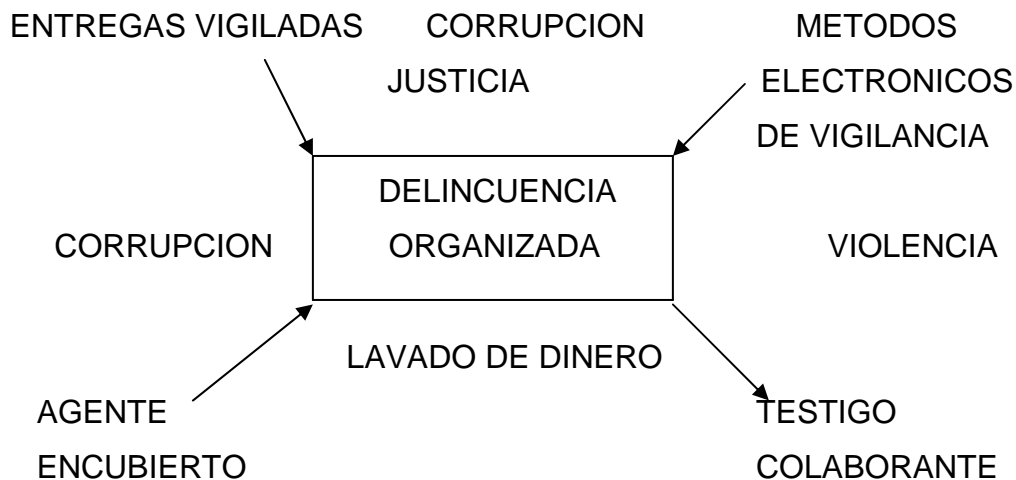 ENTREGAS VIGILADAS CORRUPCION METODOS
JUSTICIA ELECTRONICOS
DE VIGILANCIA
DELINCUENCIA
CORRUPCION ORGANIZADA VIOLENCIA
LAVADO DE DINERO
AGENTE TESTIGO
ENCUBIERTO COLABORANTE